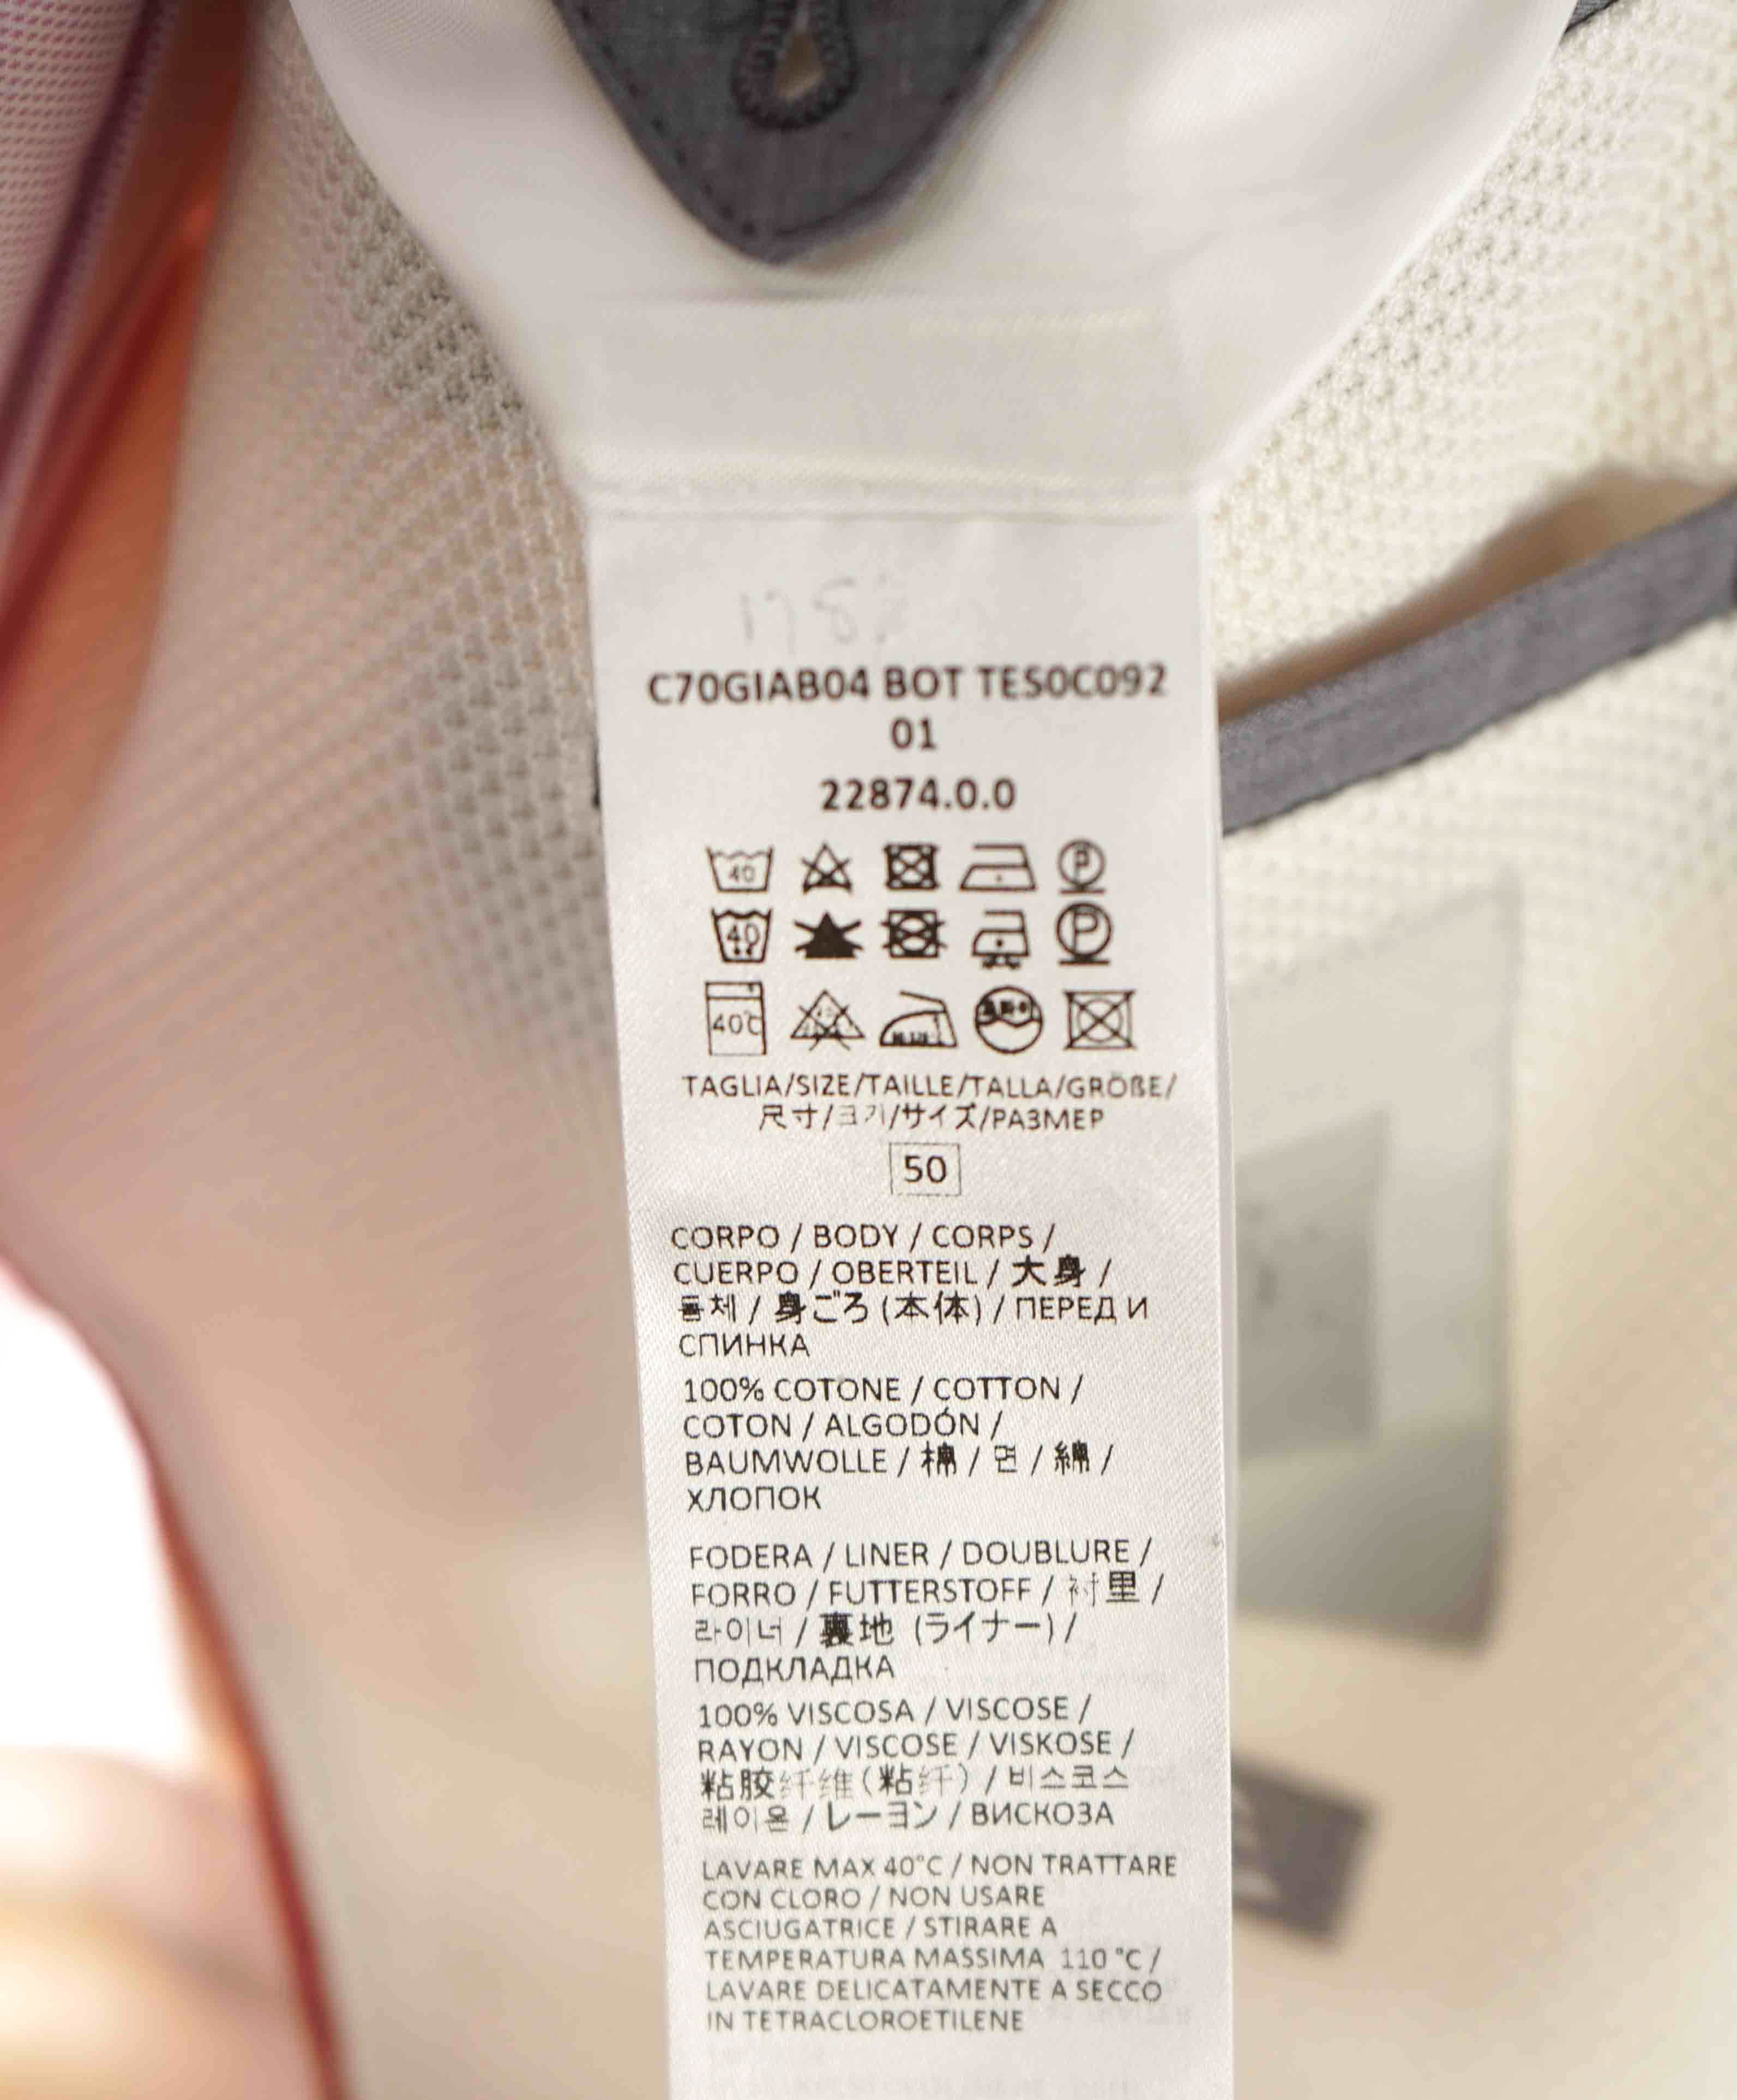 C70GIAB04 BOT TES0C092
01
22874.0.0
40
P
40
P
40℃
TAGLIA/SIZE/TAILLE/TALLA/GRÖßE/
尺寸/크기/サイズ/РАЗМЕР
50
CORPO / BODY / CORPS /
CUERPO / OBERTEIL / 大身 /
몸체 / 身ごろ (本体) / ПЕРЕД И
СПИНКА
100% COTONE / COTTON /
COTON / ALGODÓN /
BAUMWOLLE / 棉 / 면 / 綿 /
ХЛОПОК
FODERA / LINER / DOUBLURE /
FORRO / FUTTERSTOFF / 衬里 /
라이너 / 裏地 (ライナー) /
ПОДКЛАДКА
100% VISCOSA / VISCOSE /
RAYON / VISCOSE / VISKOSE /
粘胶纤维(粘纤) / 비스코스
레이온 / レーヨン / ВИСКОЗА
LAVARE MAX 40°C / NON TRATTARE
CON CLORO / NON USARE
ASCIUGATRICE / STIRARE A
TEMPERATURA MASSIMA 110 °C /
LAVARE DELICATAMENTE A SECCO
IN TETRACLOROETILENE